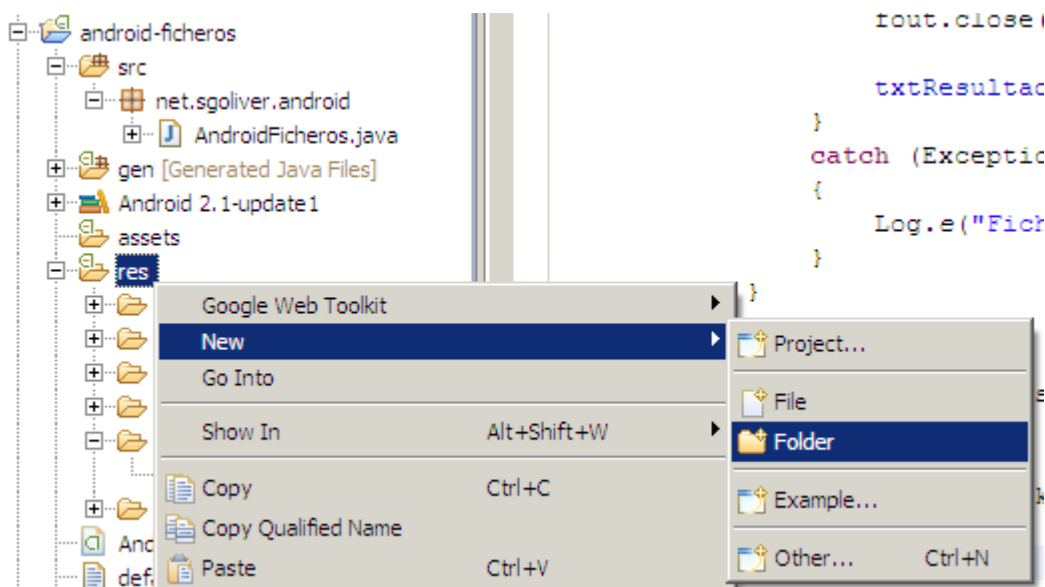 android-ficheros
src
net.sgoliver.android
AndroidFicheros.java
gen [Generated Java Files]
Android 2.1-update1
assets
res
Google Web Toolkit
New
Go Into
Show In Alt+Shift+W
Copy Ctrl+C
Copy Qualified Name
Paste Ctrl+V
Project...
File
Folder
Example...
Other... Ctrl+N
fout.close(
txtResultad
}
catch (Exceptio
{
Log.e("Fich
}
}